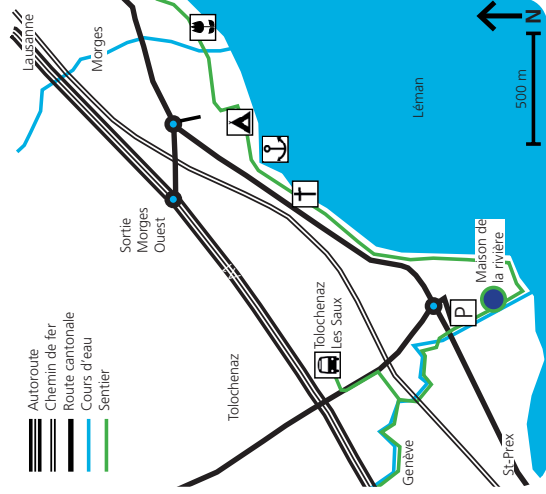 Autoroute
Chemin de fer
Route cantonale
Cours d'eau
Sentier
Lausanne
Morges
Sortie
Morges
Ouest
Tolochenaz
Tolochenaz
Les Saux
Genève
St-Prex
P
Maison de
la rivière
Léman
500 m
N